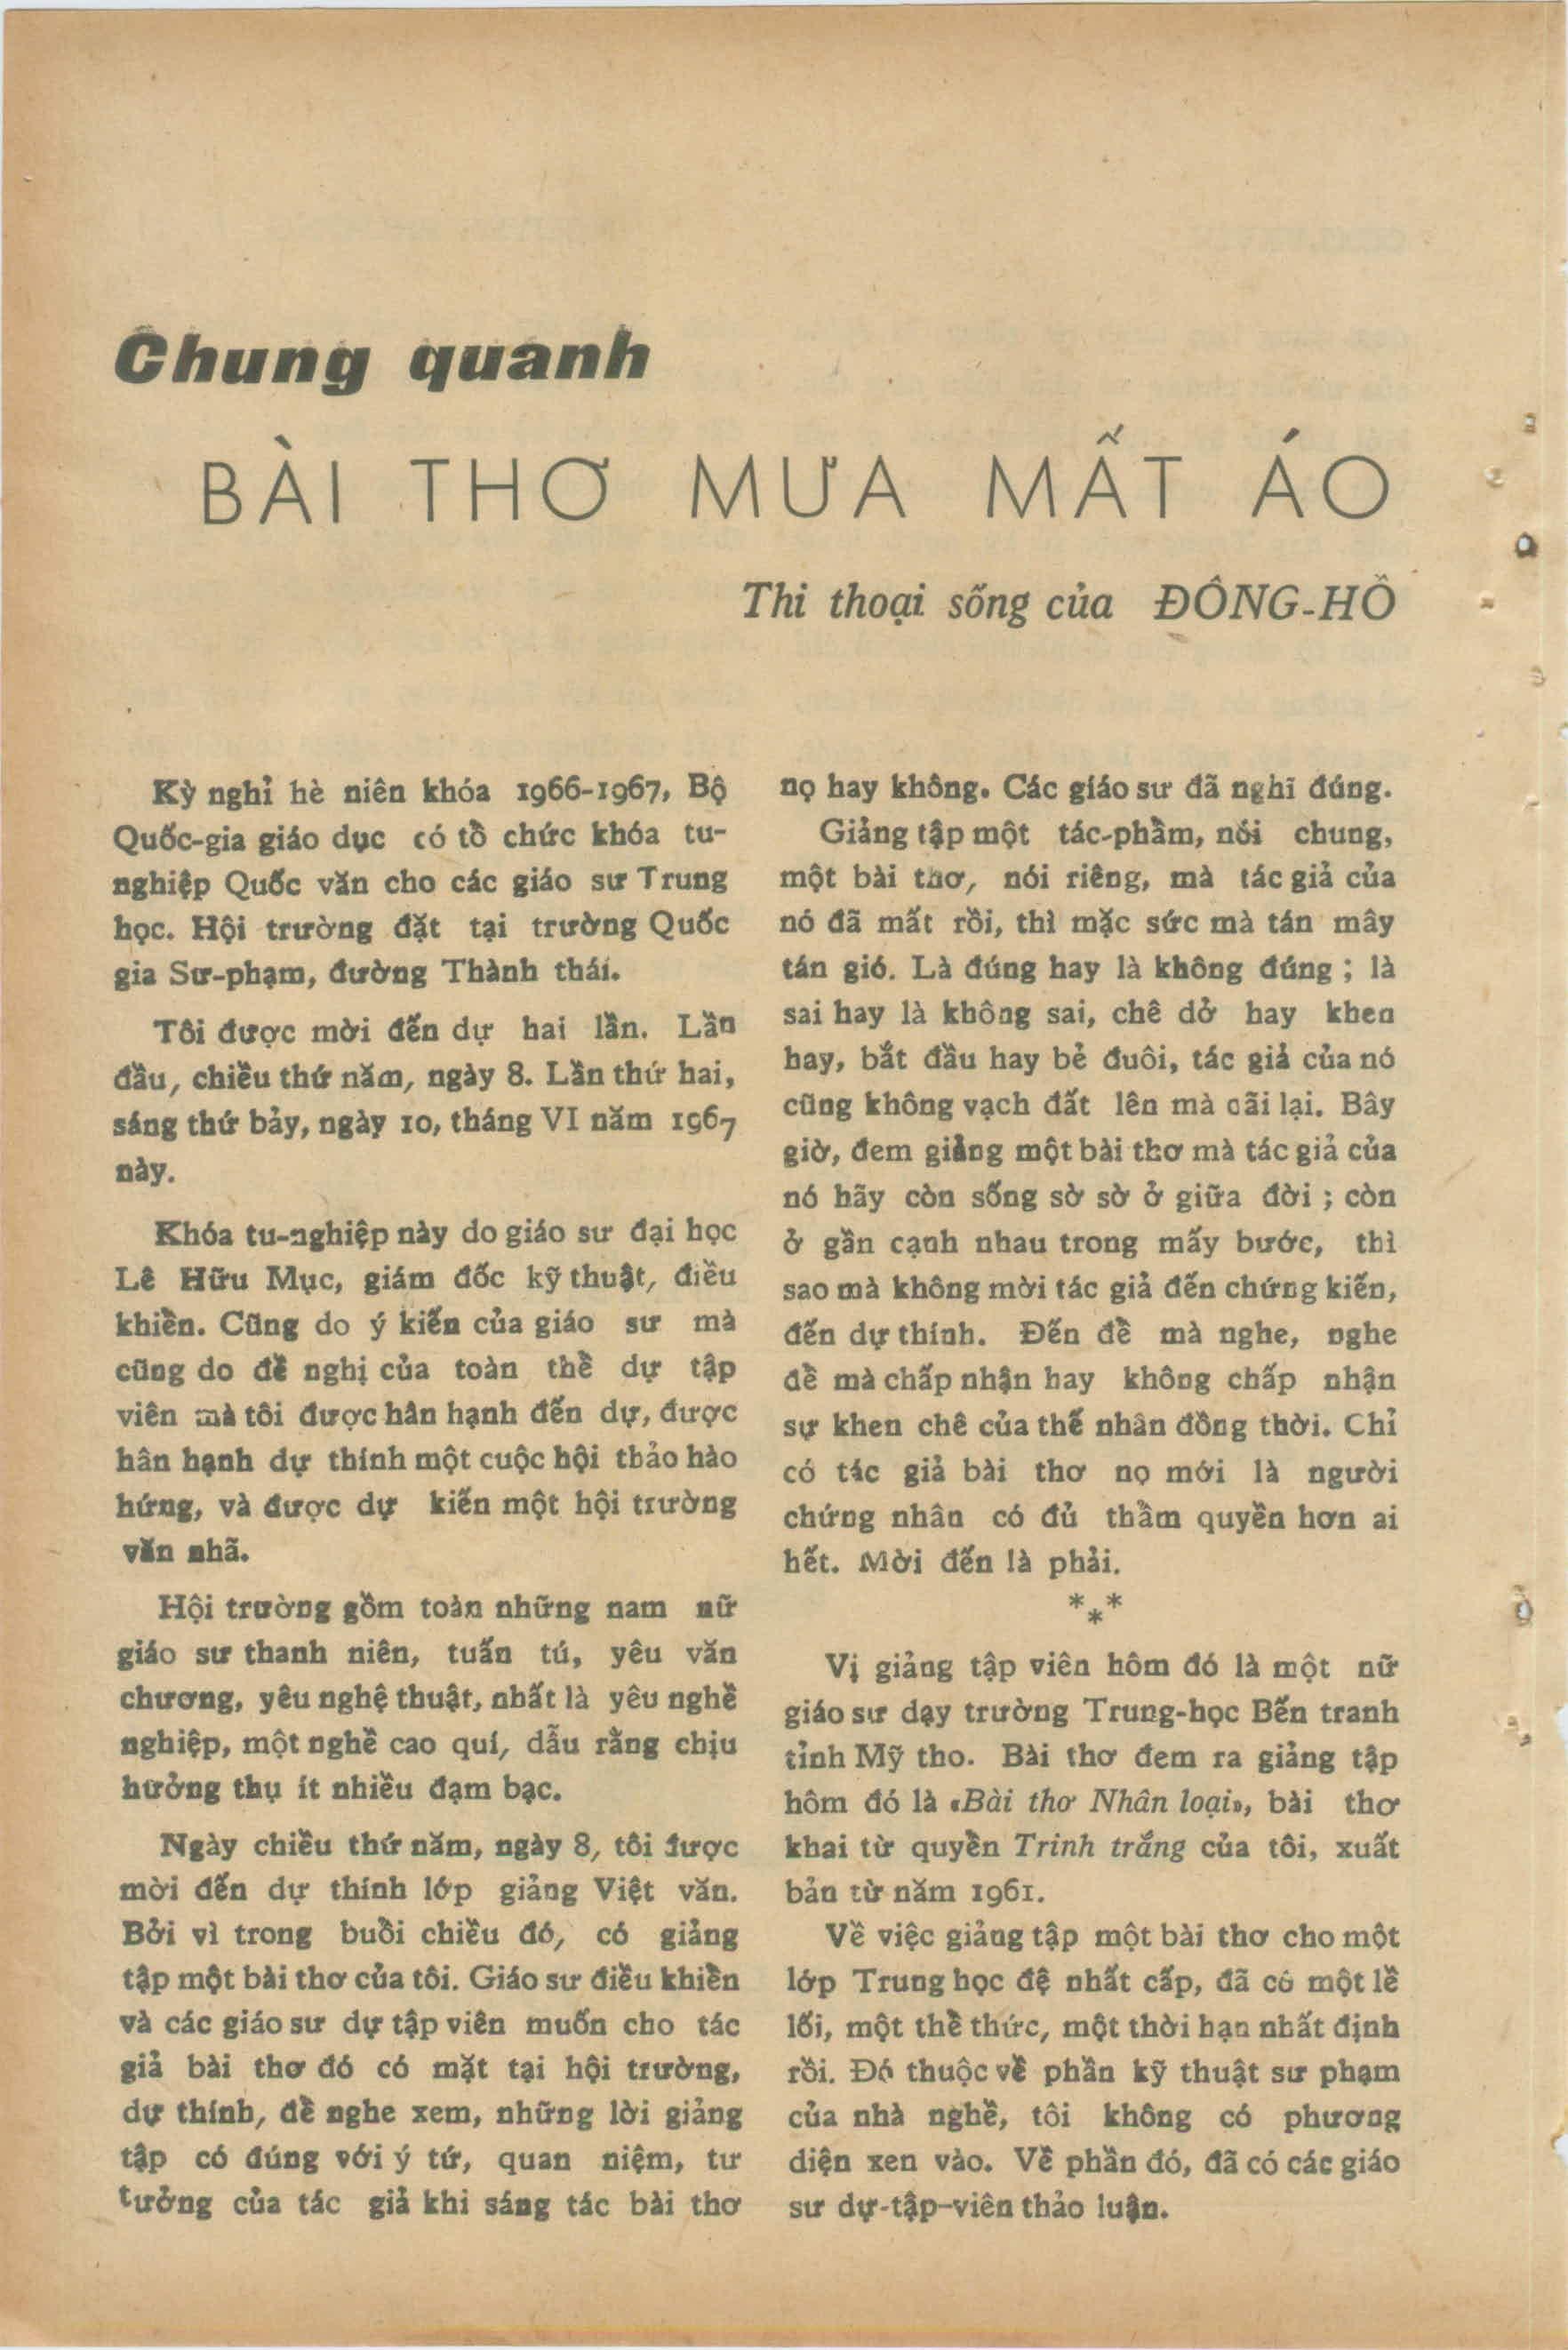 Chung quanh
BÀI THƠ MƯA MẤT ÁO
Thi thoại sống của ĐÔNG-HỒ
Kỳ nghỉ hè niên khóa 1966-1967, Bộ
Quốc-gia giáo dục có tổ chức khóa tu-
nghiệp Quốc văn cho các giáo sư Trung
học. Hội trường đặt tại trường Quốc
gia Sư-phạm, đường Thành thái.
Tôi được mời đến dự hai lần. Lần
đầu, chiều thứ năm, ngày 8. Lần thứ hai,
sáng thứ bảy, ngày 10, tháng VI năm 1967
này.
Khóa tu-nghiệp này do giáo sư đại học
Lê Hữu Mục, giám đốc kỹ thuật, điều
khiển. Cũng do ý kiến của giáo sư mà
cũng do đề nghị của toàn thể dự tập
viên mà tôi được hân hạnh đến dự, được
hân hạnh dự thính một cuộc hội thảo hào
hứng, và được dự kiến một hội trường
văn nhã.
Hội trường gồm toàn những nam nữ
giáo sư thanh niên, tuấn tú, yêu văn
chương, yêu nghệ thuật, nhất là yêu nghề
nghiệp, một nghề cao quí, dẫu rằng chịu
hưởng thụ ít nhiều đạm bạc.
Ngày chiều thứ năm, ngày 8, tôi được
mời đến dự thính lớp giảng Việt văn.
Bởi vì trong buổi chiều đó, có giảng
tập một bài thơ của tôi. Giáo sư điều khiển
và các giáo sư dự tập viên muốn cho tác
giả bài thơ đó có mặt tại hội trường,
dự thính, để nghe xem, những lời giảng
tập có đúng với ý tứ, quan niệm, tư
tưởng của tác giả khi sáng tác bài thơ
nọ hay không. Các giáo sư đã nghĩ đúng.
Giảng tập một tác-phẩm, nói chung,
một bài thơ, nói riêng, mà tác giả của
nó đã mất rồi, thì mặc sức mà tán mây
tán gió. Là đúng hay là không đúng ; là
sai hay là không sai, chê dở hay khen
hay, bắt đầu hay bẻ đuôi, tác giả của nó
cũng không vạch đất lên mà cãi lại. Bây
giờ, đem giảng một bài thơ mà tác giả của
nó hãy còn sống sờ sờ ở giữa đời ; còn
ở gần cạnh nhau trong mấy bước, thì
sao mà không mời tác giả đến chứng kiến,
đến dự thính. Đến để mà nghe, nghe
để mà chấp nhận hay không chấp nhận
sự khen chê của thế nhân đồng thời. Chỉ
có tác giả bài thơ nọ mới là người
chứng nhân có đủ thẩm quyền hơn ai
hết. Mời đến là phải.
***
Vị giảng tập viên hôm đó là một nữ
giáo sư dạy trường Trung-học Bến tranh
tỉnh Mỹ tho. Bài thơ đem ra giảng tập
hôm đó là «Bài thơ Nhân loại», bài thơ
khai từ quyển Trinh trắng của tôi, xuất
bản từ năm 1961.
Về việc giảng tập một bài thơ cho một
lớp Trung học đệ nhất cấp, đã có một lề
lối, một thể thức, một thời hạn nhất định
rồi. Đó thuộc về phần kỹ thuật sư phạm
của nhà nghề, tôi không có phương
diện xen vào. Về phần đó, đã có các giáo
sư dự-tập-viên thảo luận.